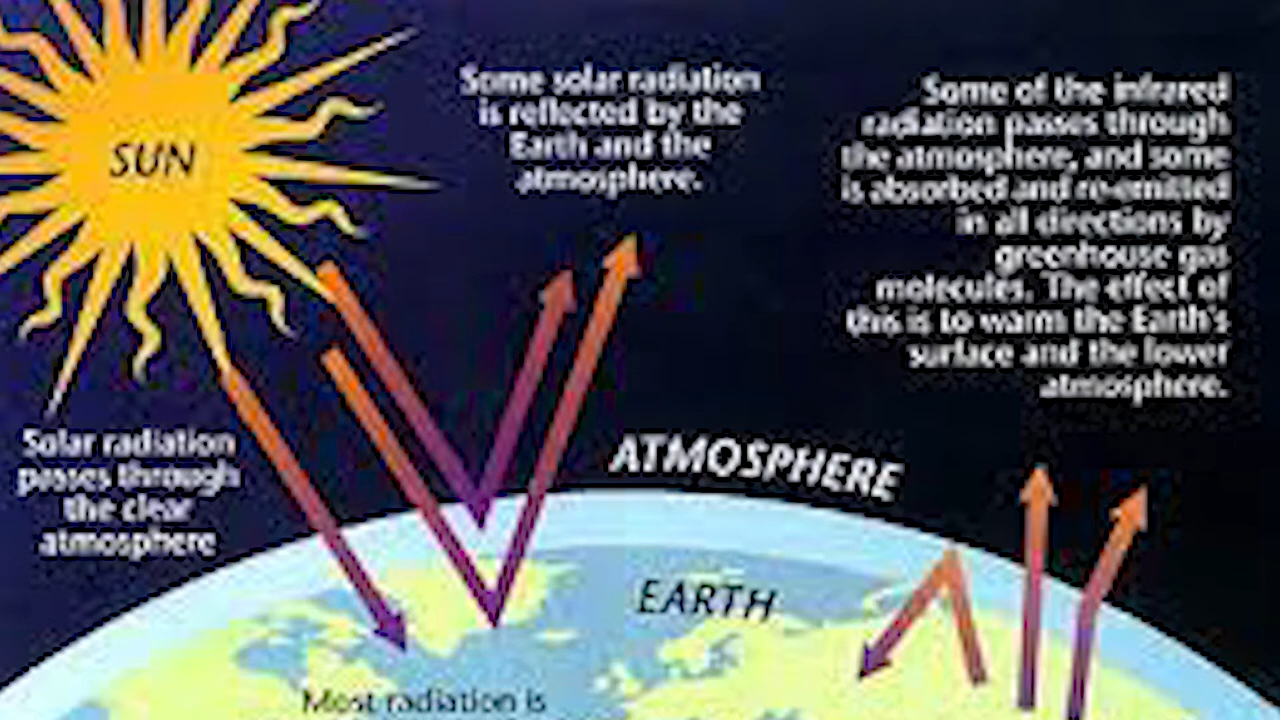 SUN
Some solar radiation
is reflected by the
Earth and the
atmosphere.
Some of the infrared
radiation passes through
the atmosphere, and some
is absorbed and re-emitted
in all directions by
greenhouse gas
molecules. The effect of
this is to warm the Earth's
surface and the lower
atmosphere.
Solar radiation
passes through
the clear
atmosphere
ATMOSPHERE
EARTH
Most radiation is